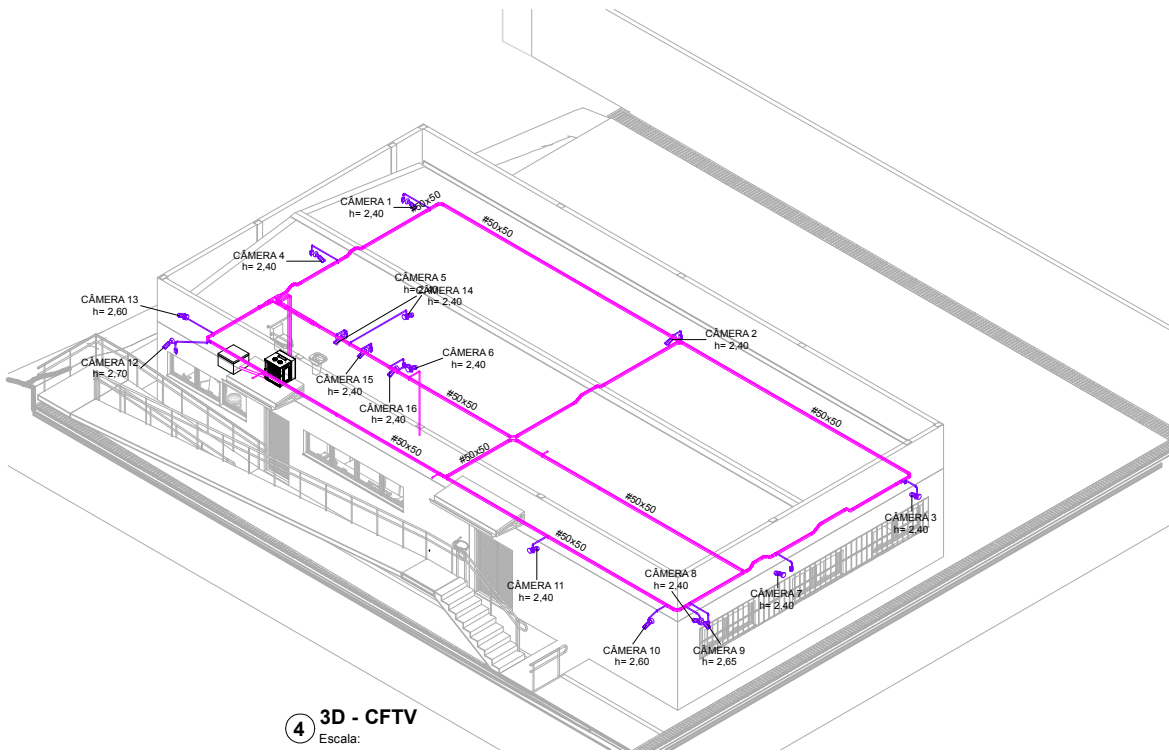 CÂMERA 1
h= 2,40
#50x50
#50x50
CÂMERA 4
h= 2,40
CÂMERA 5
h= 2,40
CÂMERA 14
h= 2,40
CÂMERA 13
h= 2,60
CÂMERA 2
h= 2,40
CÂMERA 12
h= 2,70
CÂMERA 6
h= 2,40
CÂMERA 15
h= 2,40
CÂMERA 16
h= 2,40
#50x50
#50x50
#50x50
#50x50
#50x50
#50x50
CÂMERA 3
h= 2,40
CÂMERA 11
h= 2,40
CÂMERA 8
h= 2,40
CÂMERA 7
h= 2,40
CÂMERA 10
h= 2,60
CÂMERA 9
h= 2,65
4
3D - CFTV
Escala: